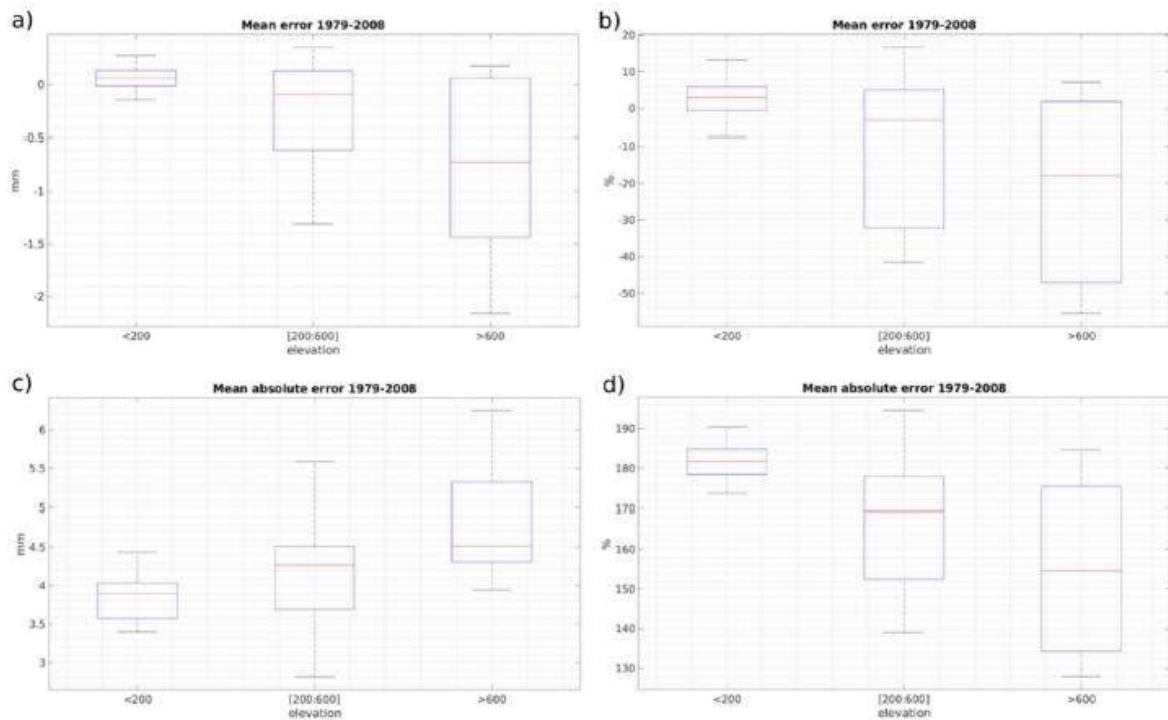 a)
Mean error 1979-2008
0
-0.5
-1
-1.5
-2
mm
<200
[200:600]
>600
elevation
b)
Mean error 1979-2008
20
10
0
-10
-20
-30
-40
-50
%
<200
[200:600]
>600
elevation
c)
Mean absolute error 1979-2008
6
5.5
5
4.5
4
3.5
3
mm
<200
[200:600]
>600
elevation
d)
Mean absolute error 1979-2008
190
180
170
160
150
140
130
%
<200
[200:600]
>600
elevation